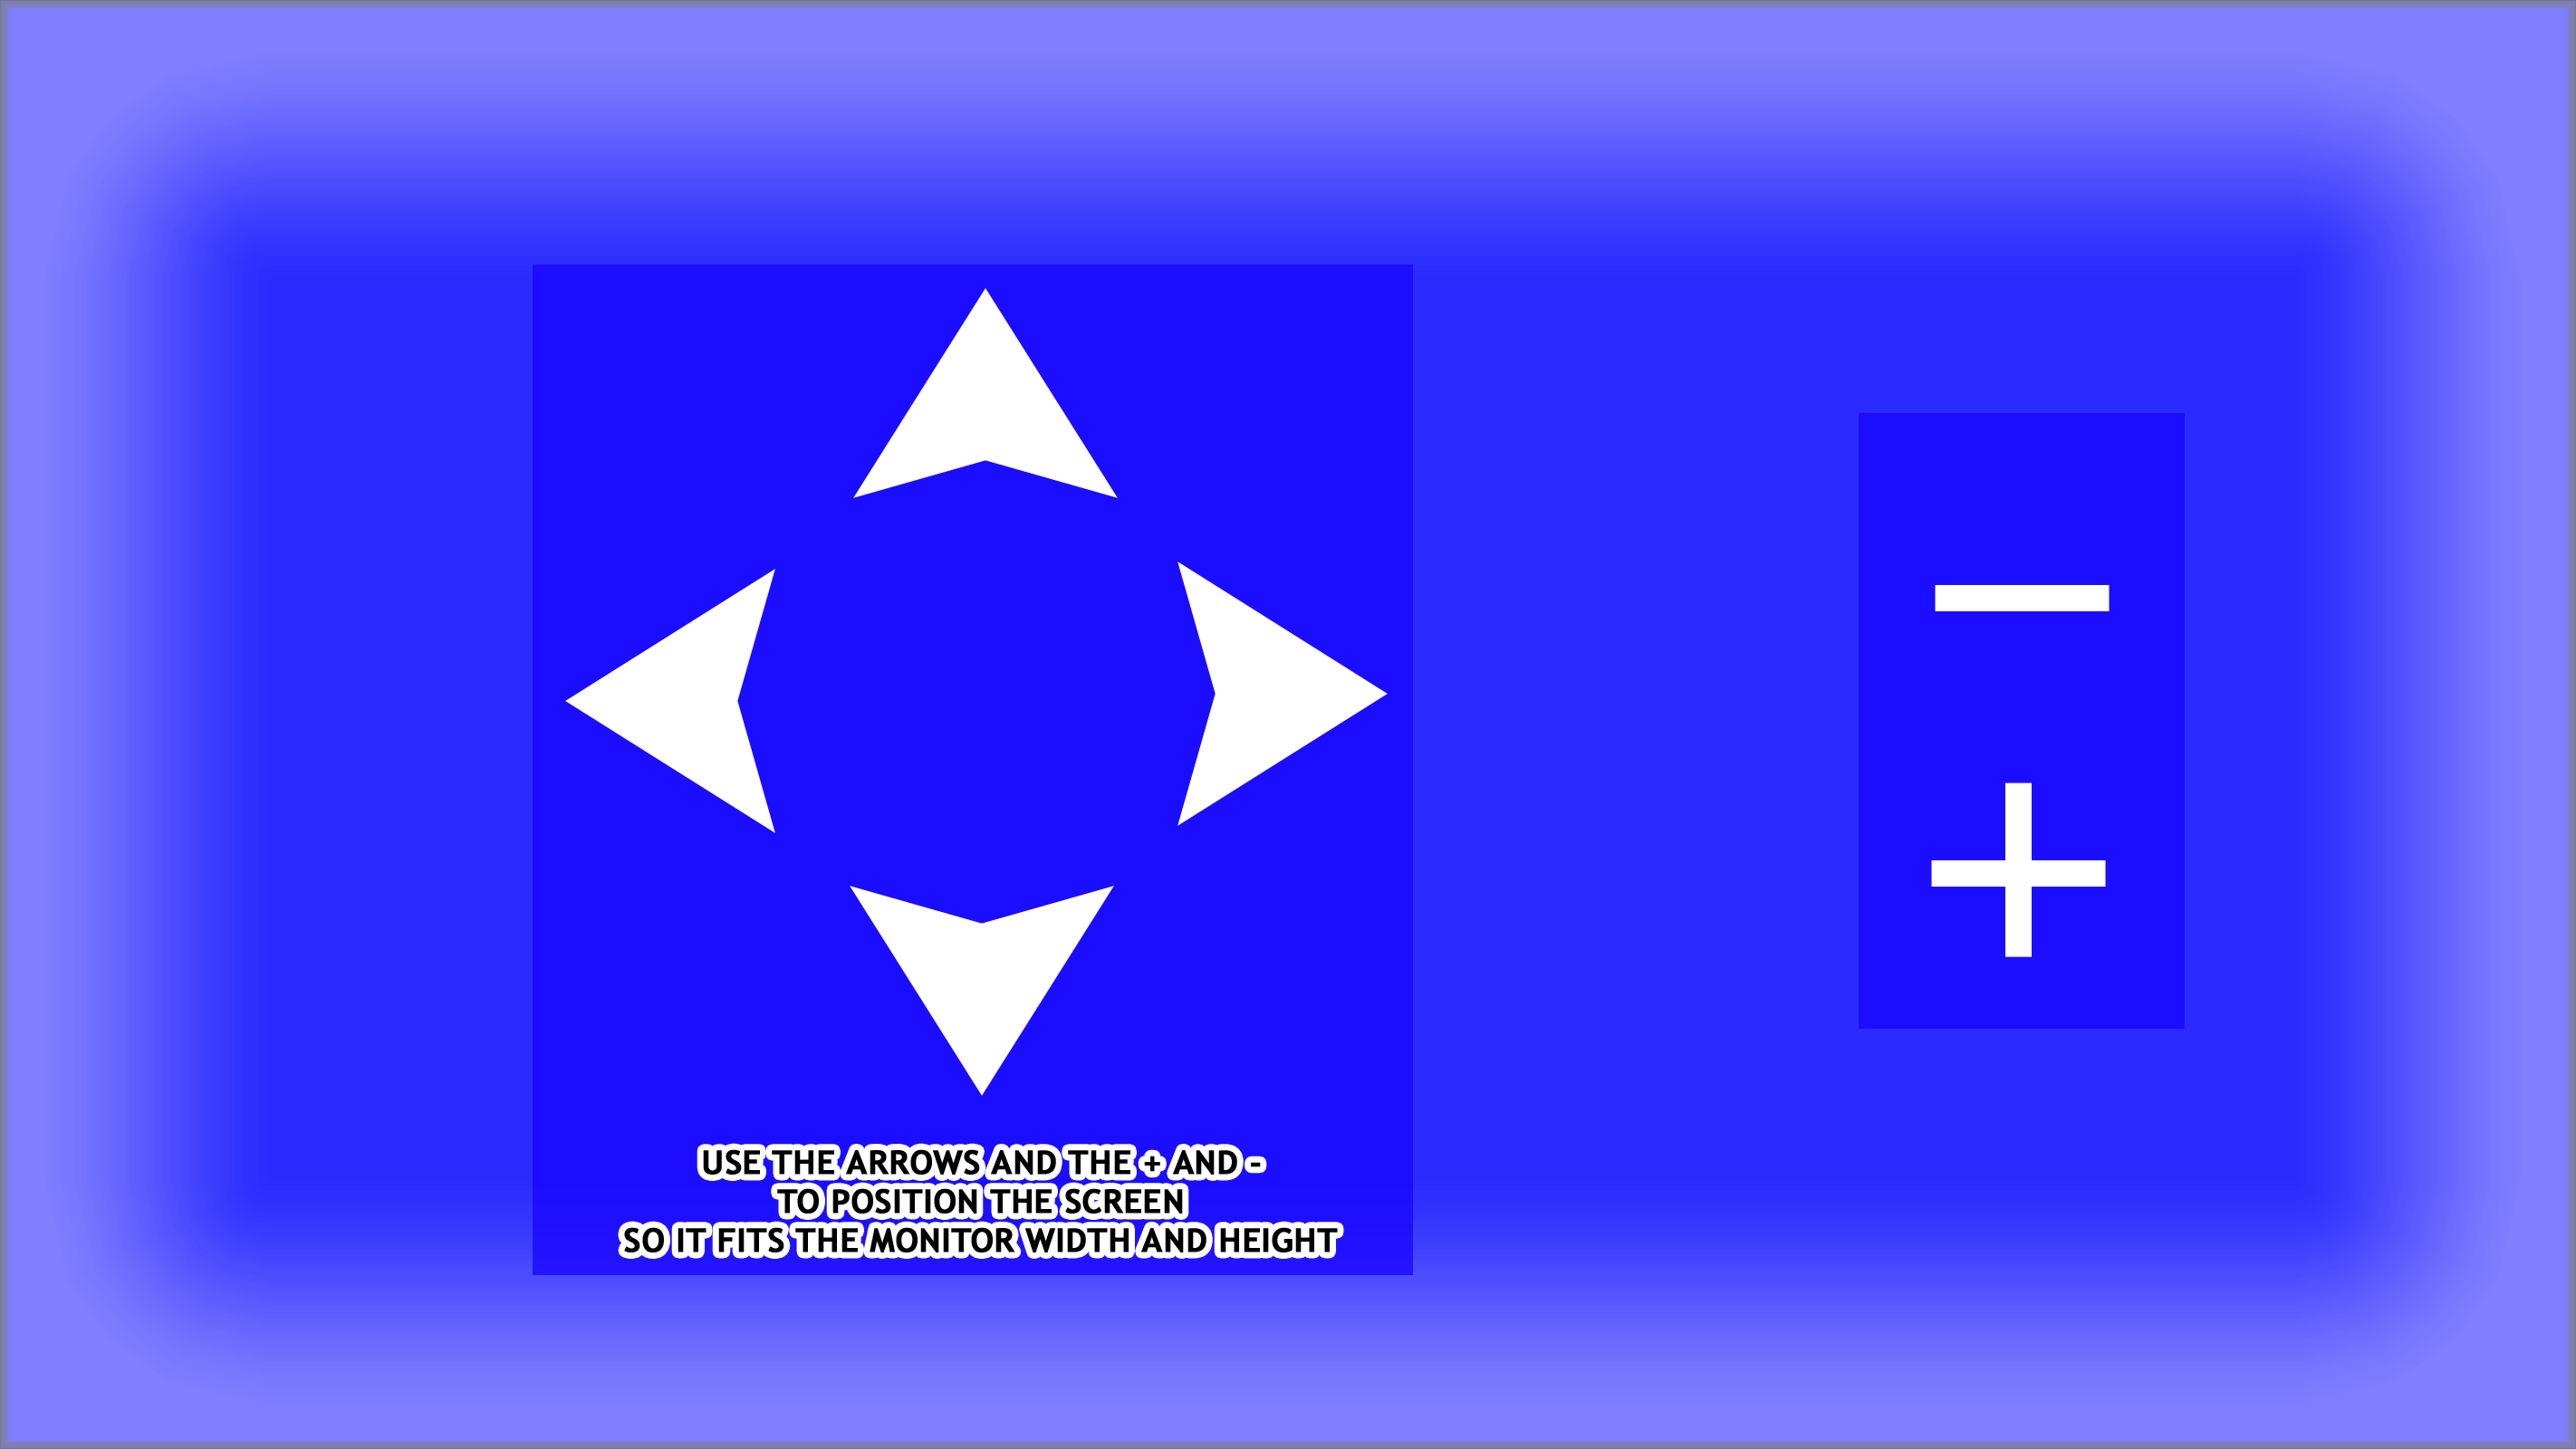 USE THE ARROWS AND THE + AND -
TO POSITION THE SCREEN
SO IT FITS THE MONITOR WIDTH AND HEIGHT